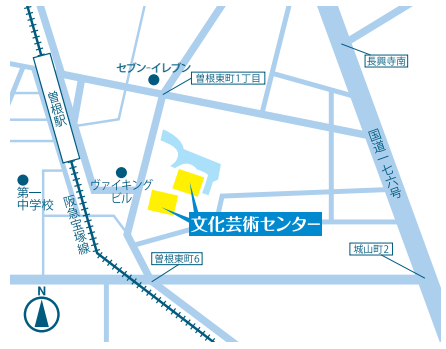 セブン-イレブン
曽根東町1丁目
長興寺南
曽根駅
国道一七六号
ヴァイキング
ビル
第一
中学校
阪急宝塚線
文化芸術センター
曽根東町6
城山町2
N